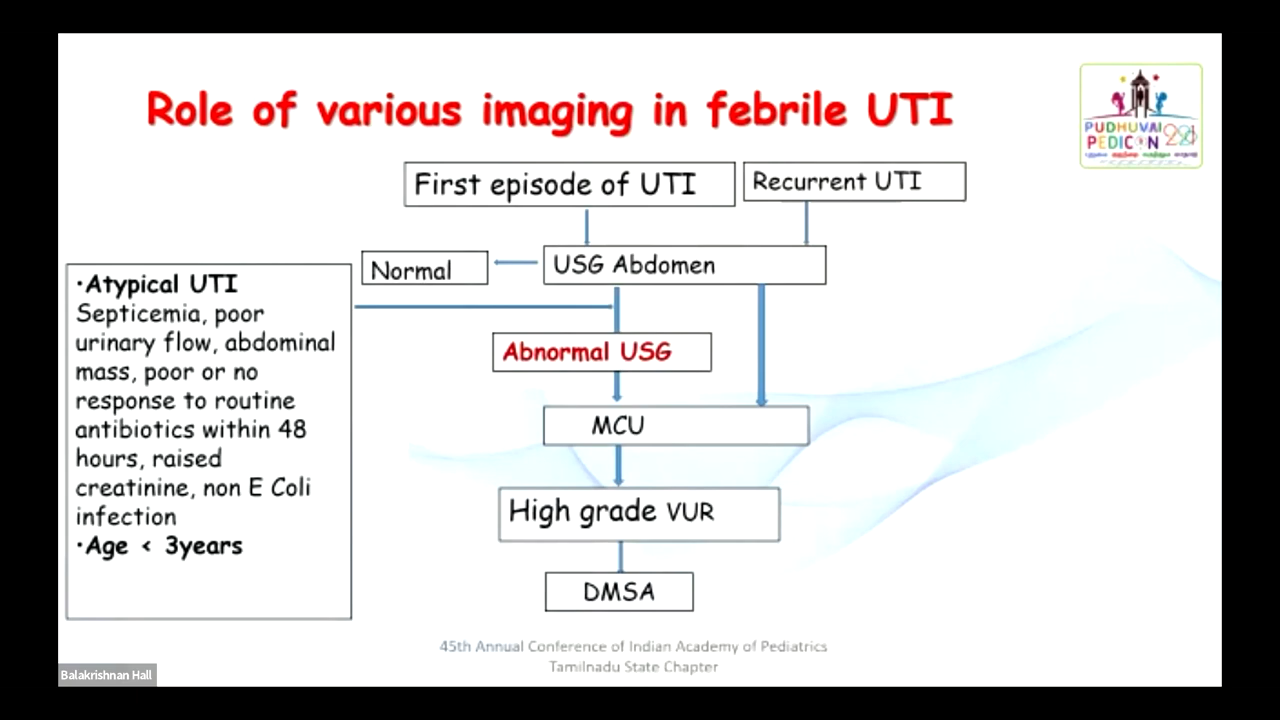 Role of various imaging in febrile UTI
PUDHUVAI
PEDICON
First episode of UTI
Recurrent UTI
Normal
USG Abdomen
•Atypical UTI
Septicemia, poor
urinary flow, abdominal
mass, poor or no
response to routine
antibiotics within 48
hours, raised
creatinine, non E Coli
infection
•Age < 3years
Abnormal USG
MCU
High grade VUR
DMSA
45th Annual Conference of Indian Academy of Pediatrics
Tamilnadu State Chapter
Balakrishnan Hall